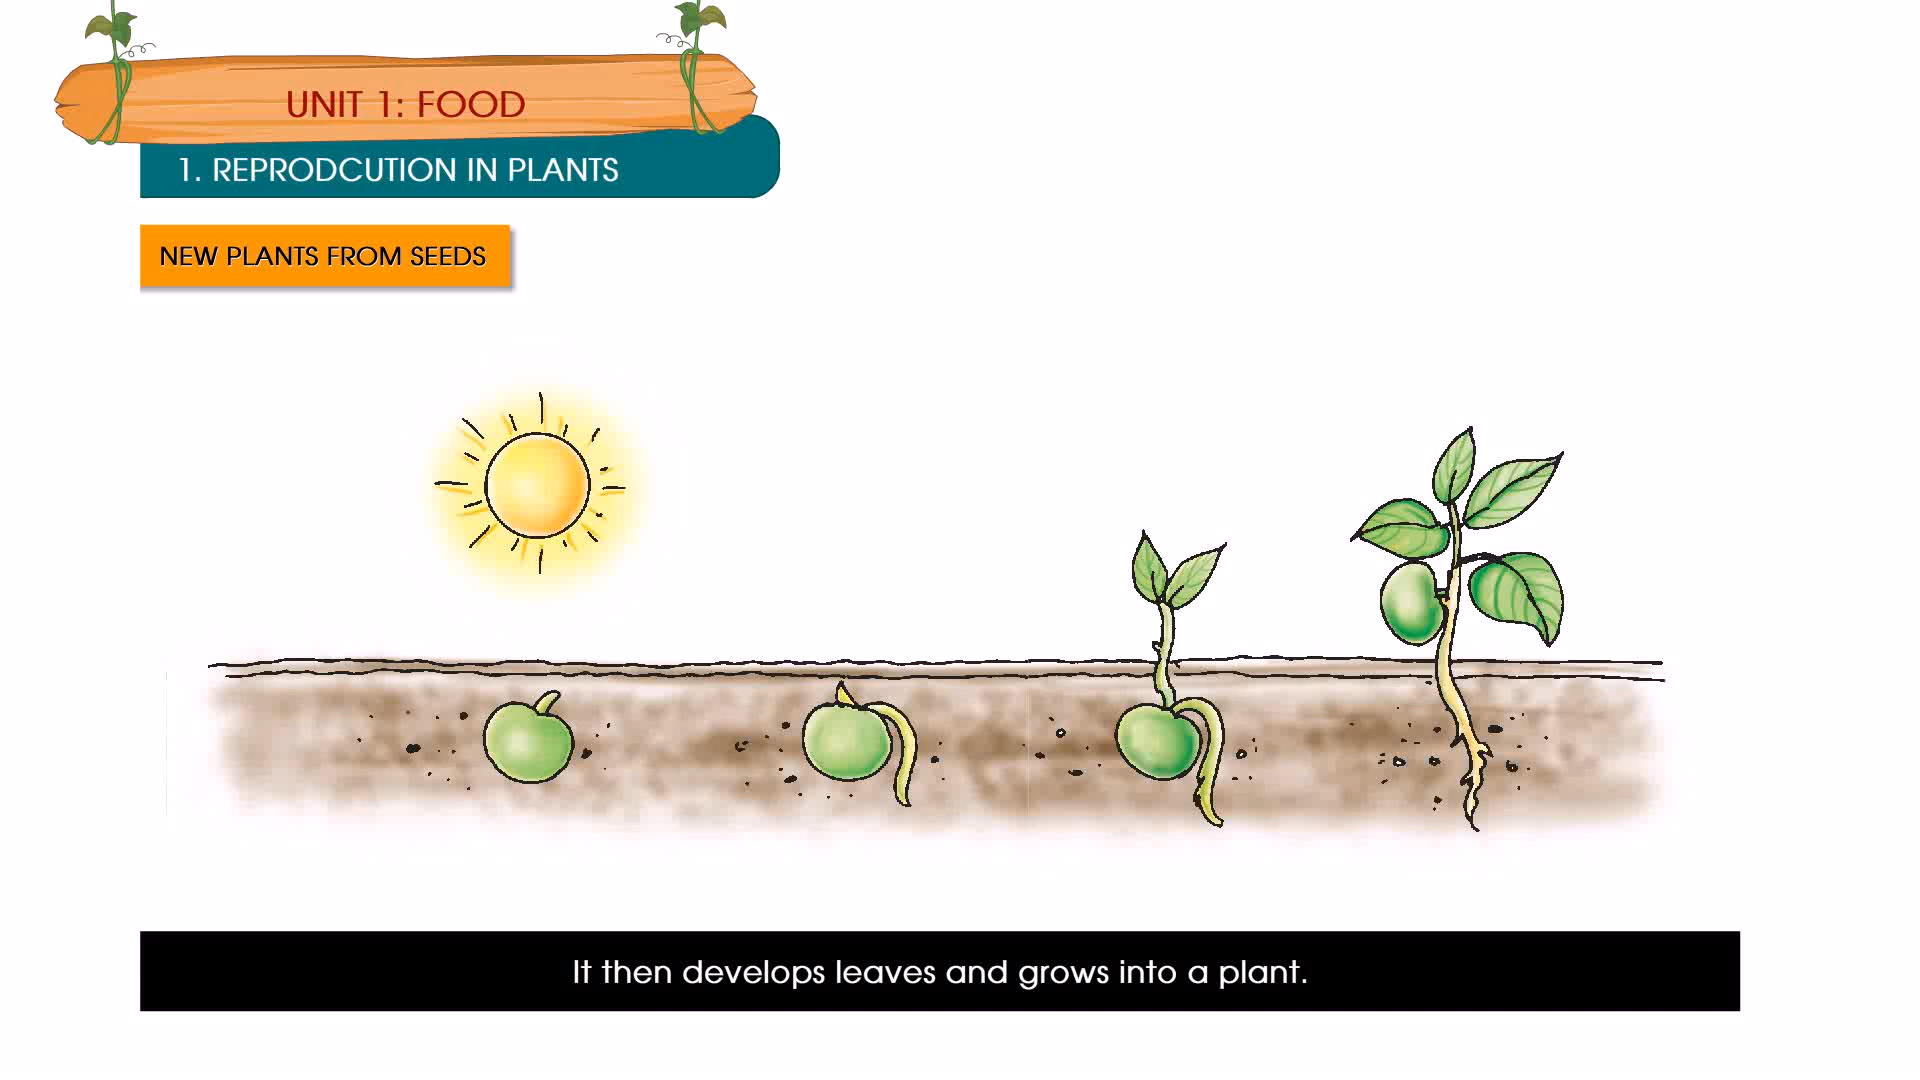 UNIT 1: FOOD
1. REPRODCUTION IN PLANTS
NEW PLANTS FROM SEEDS
It then develops leaves and grows into a plant.